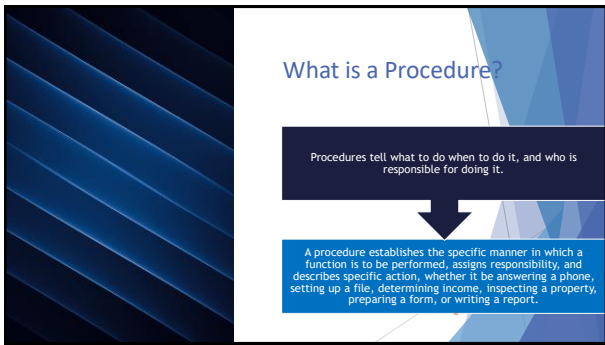 What is a Procedure?
Procedures tell what to do when to do it, and who is
responsible for doing it.
A procedure establishes the specific manner in which a
function is to be performed, assigns responsibility, and
describes specific action, whether it be answering a phone,
setting up a file, determining income, inspecting a property,
preparing a form, or writing a report.